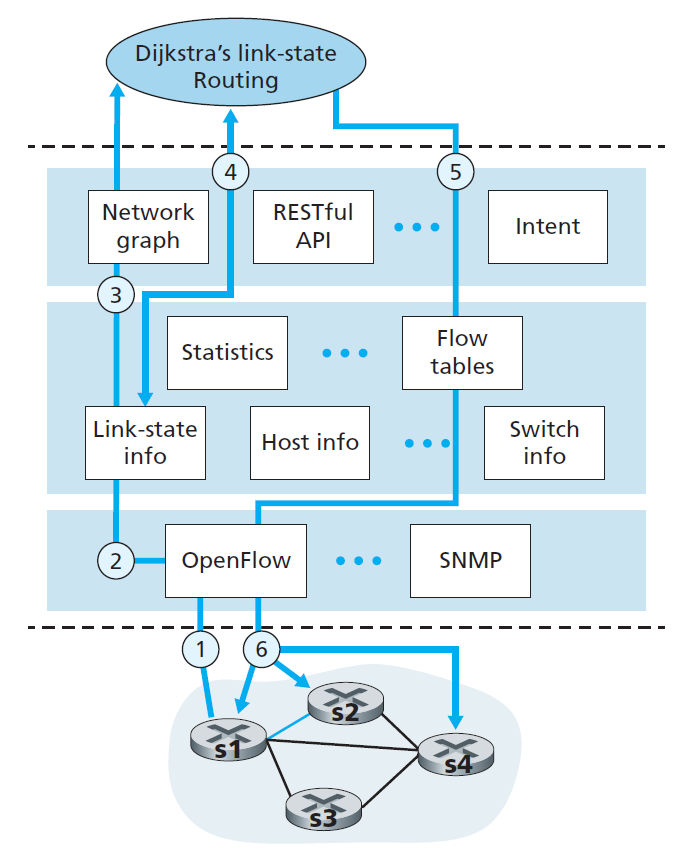 Dijkstra’s link-state
Routing
4
5
Network
graph
RESTful
API
Intent
3
Statistics
Flow
tables
Link-state
info
Host info
Switch
info
2
OpenFlow
SNMP
1
6
s2
s1
s4
s3